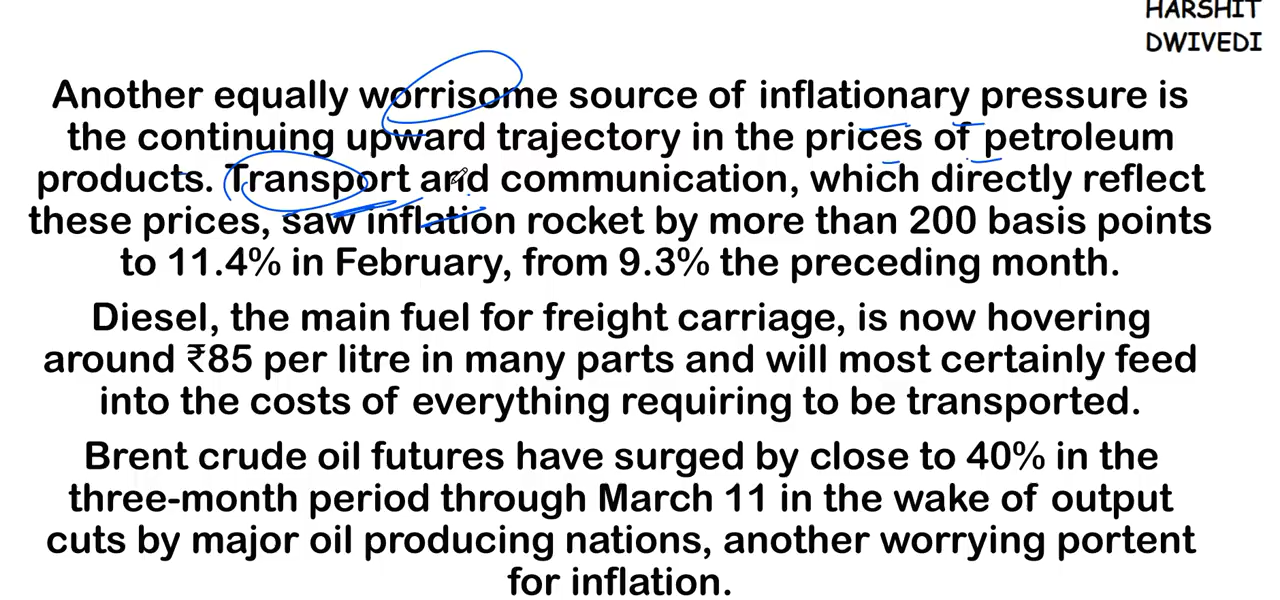 HARSHIT
DWIVEDI
Another equally worrisome source of inflationary pressure is
the continuing upward trajectory in the prices of petroleum
products. Transport and communication, which directly reflect
these prices, saw inflation rocket by more than 200 basis points
to 11.4% in February, from 9.3% the preceding month.
Diesel, the main fuel for freight carriage, is now hovering
around ₹85 per litre in many parts and will most certainly feed
into the costs of everything requiring to be transported.
Brent crude oil futures have surged by close to 40% in the
three-month period through March 11 in the wake of output
cuts by major oil producing nations, another worrying portent
for inflation.